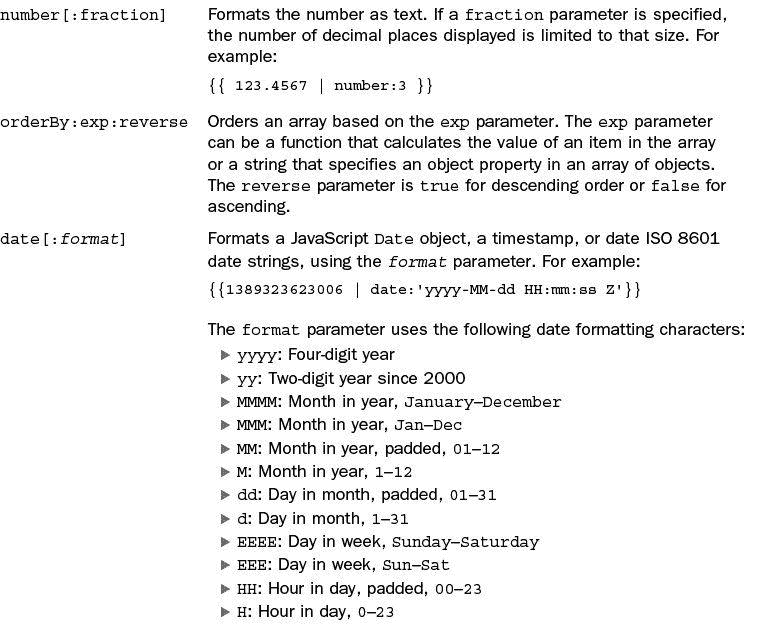 number[:fraction] Formats the number as text. If a fraction parameter is specified,
the number of decimal places displayed is limited to that size. For
example:
{{ 123.4567 | number:3 }}
orderBy:exp:reverse Orders an array based on the exp parameter. The exp parameter
can be a function that calculates the value of an item in the array
or a string that specifies an object property in an array of objects.
The reverse parameter is true for descending order or false for
ascending.
date[:format] Formats a JavaScript Date object, a timestamp, or date ISO 8601
date strings, using the format parameter. For example:
{{1389323623006 | date:'yyyy-MM-dd HH:mm:ss Z'}}
The format parameter uses the following date formatting characters:
▶ yyyy: Four-digit year
▶ yy: Two-digit year since 2000
▶ MMMM: Month in year, January–December
▶ MMM: Month in year, Jan–Dec
▶ MM: Month in year, padded, 01–12
▶ M: Month in year, 1–12
▶ dd: Day in month, padded, 01–31
▶ d: Day in month, 1–31
▶ EEEE: Day in week, Sunday–Saturday
▶ EEE: Day in week, Sun–Sat
▶ HH: Hour in day, padded, 00–23
▶ H: Hour in day, 0–23